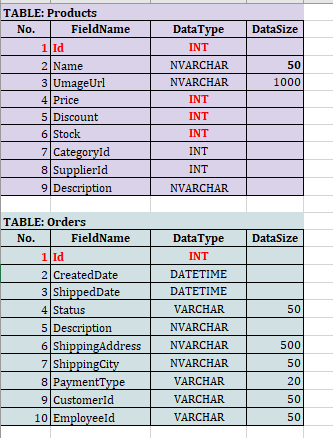 TABLE: Products
No. FieldName DataType DataSize
1 Id INT
2 Name NVARCHAR 50
3 UmageUrl NVARCHAR 1000
4 Price INT
5 Discount INT
6 Stock INT
7 CategoryId INT
8 SupplierId INT
9 Description NVARCHAR
TABLE: Orders
No. FieldName DataType DataSize
1 Id INT
2 CreatedDate DATETIME
3 ShippedDate DATETIME
4 Status VARCHAR 50
5 Description NVARCHAR
6 ShippingAddress NVARCHAR 500
7 ShippingCity NVARCHAR 50
8 PaymentType VARCHAR 20
9 CustomerId VARCHAR 50
10 EmployeeId VARCHAR 50